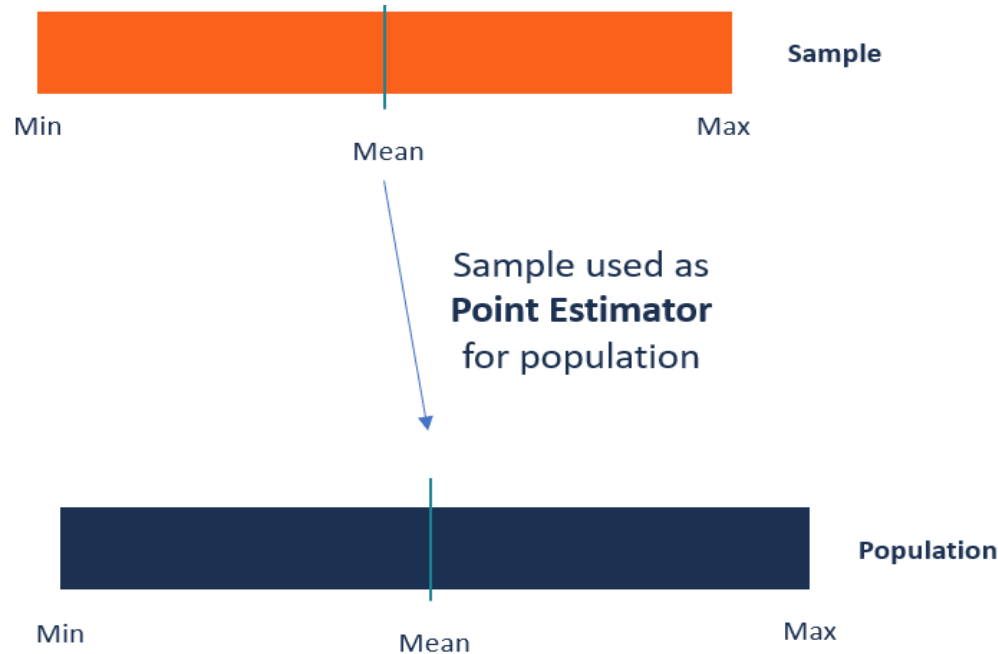 Sample
Min
Max
Mean
Sample used as
Point Estimator
for population
Population
Min
Mean
Max